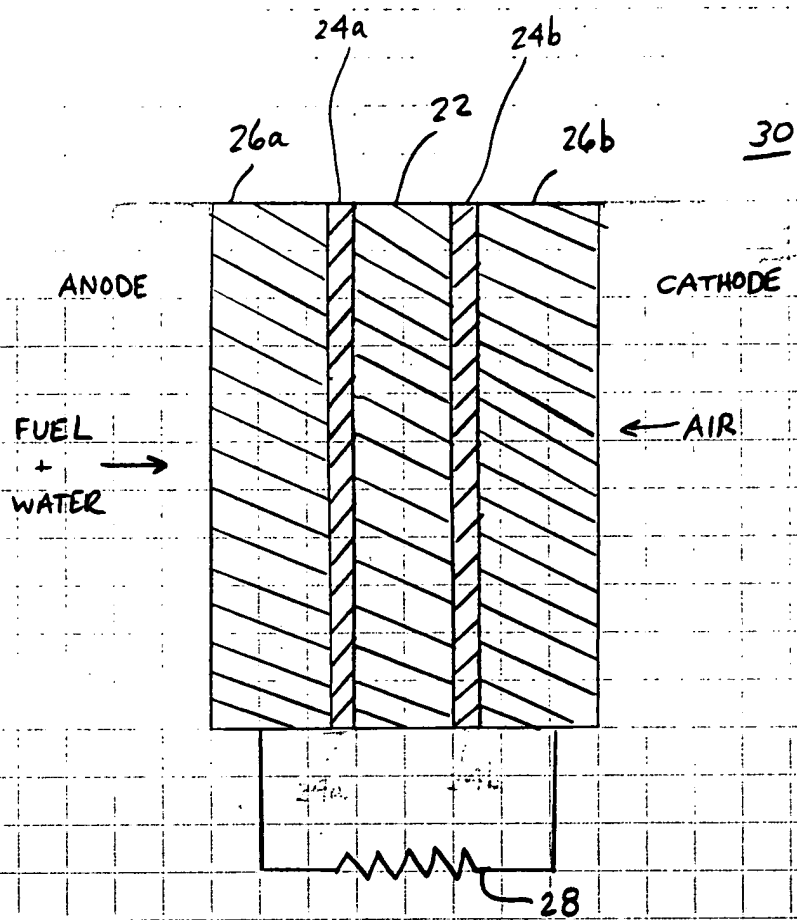 24a
24b
22
26a
26b
30
ANODE
CATHODE
FUEL
+
WATER
AIR
28